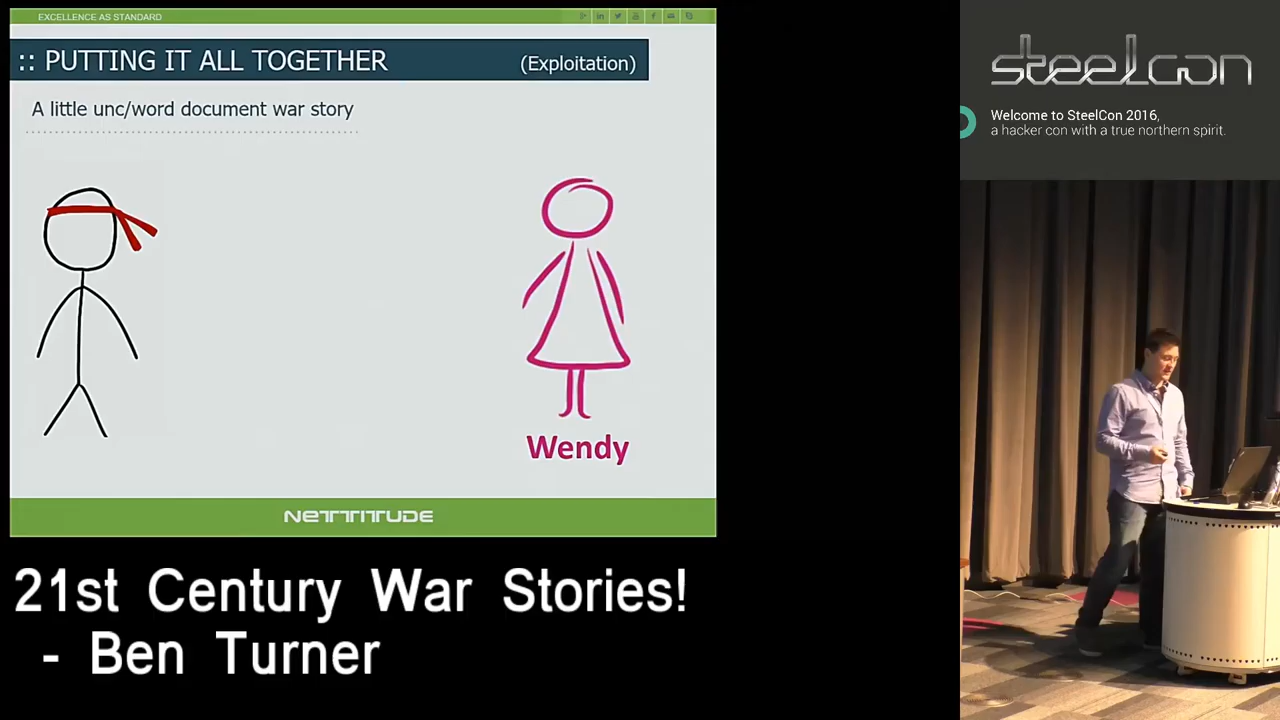 EXCELLENCE AS STANDARD
:: PUTTING IT ALL TOGETHER (Exploitation)
A little unc/word document war story
Wendy
NETTITUDE
21st Century War Stories!
- Ben Turner
steelcon
Welcome to SteelCon 2016,
a hacker con with a true northern spirit.